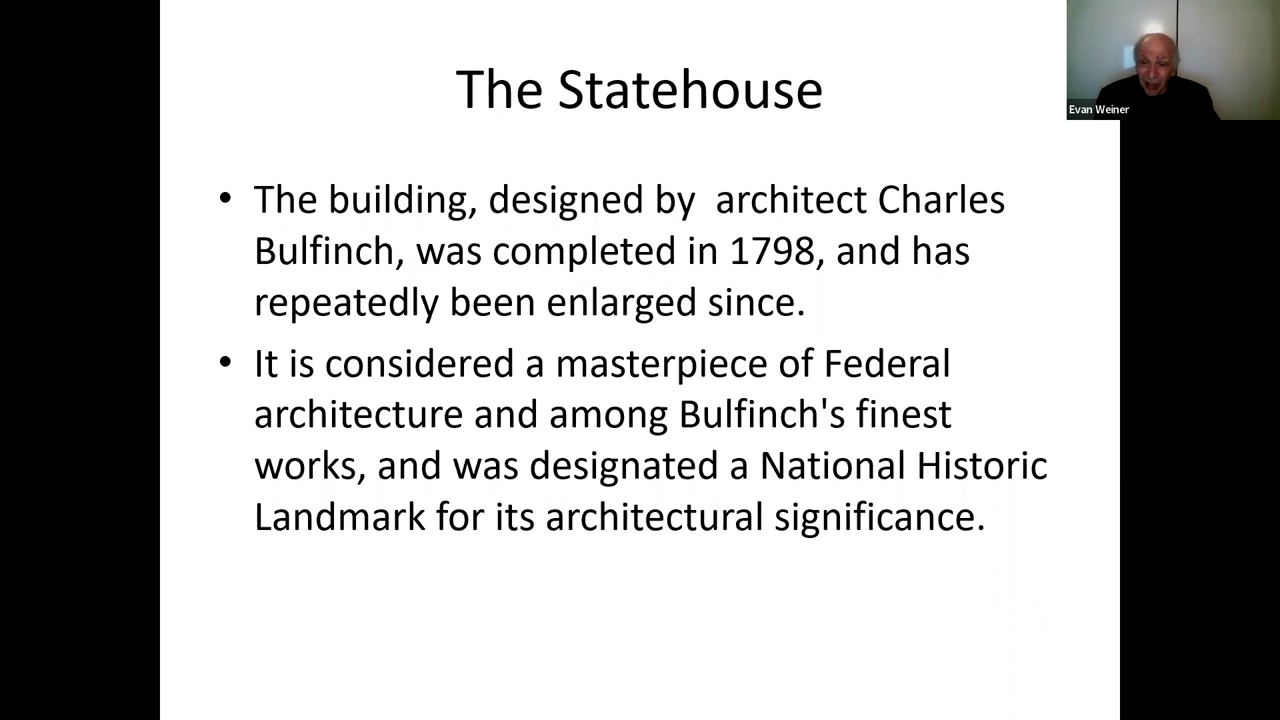 The Statehouse
Evan Weiner
• The building, designed by  architect Charles
Bulfinch, was completed in 1798, and has
repeatedly been enlarged since.
• It is considered a masterpiece of Federal
architecture and among Bulfinch's finest
works, and was designated a National Historic
Landmark for its architectural significance.